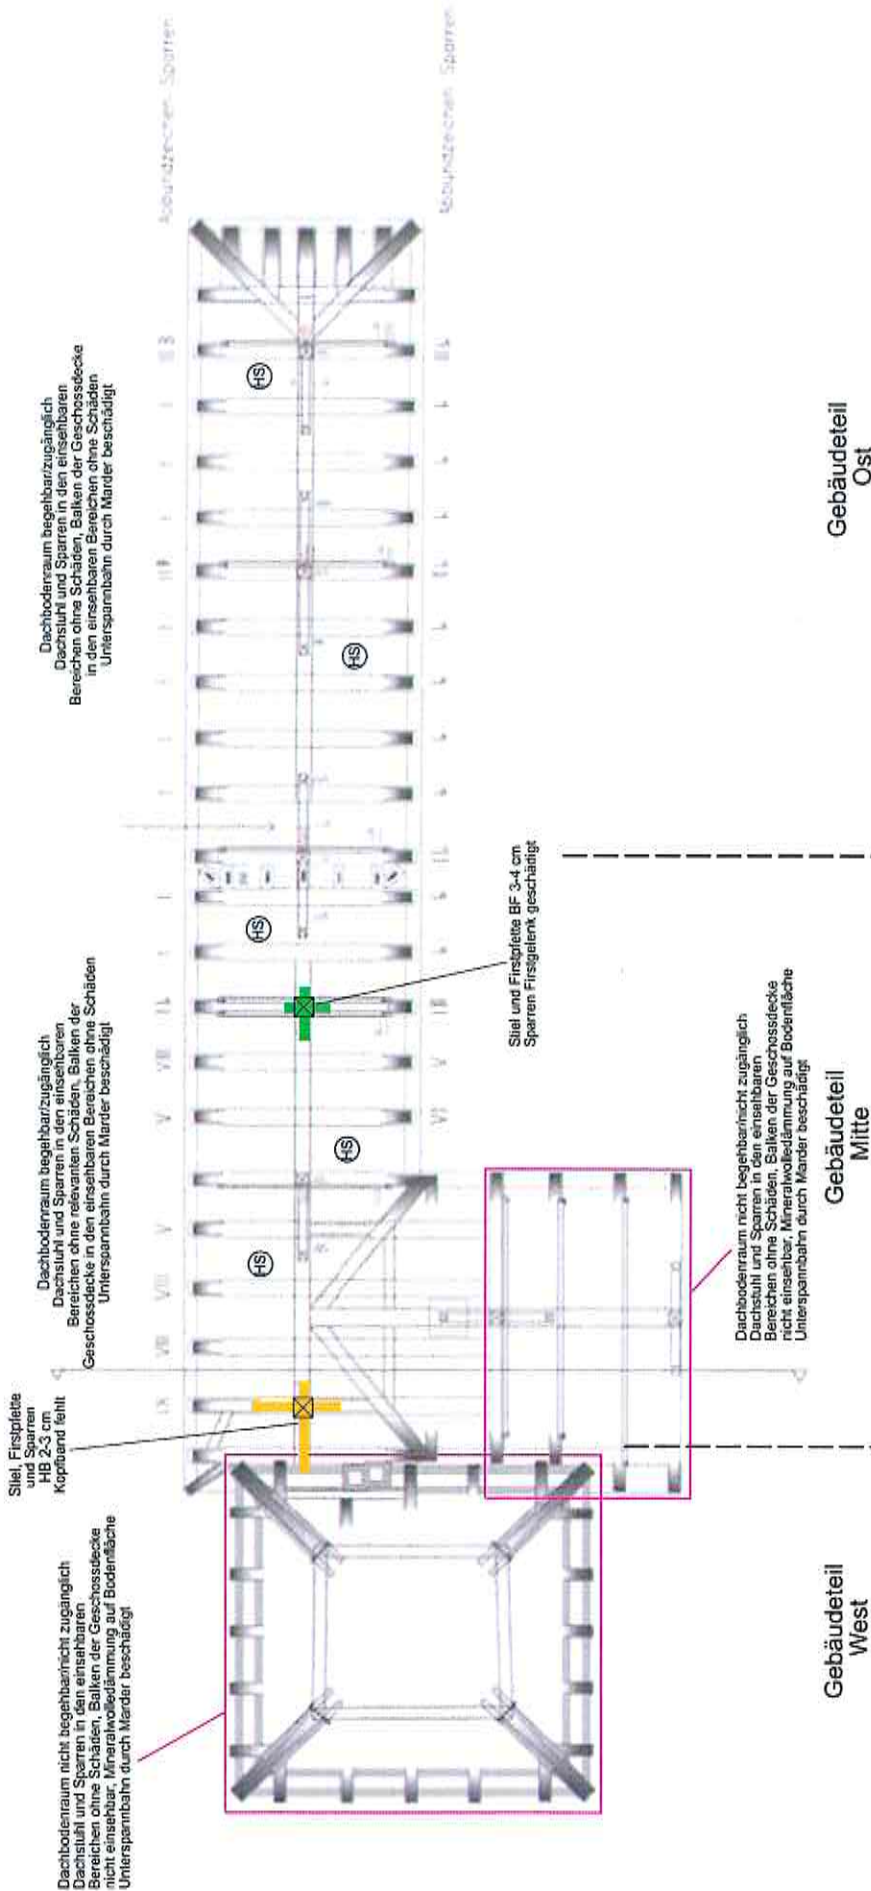 Dachbodenraum nicht begehbar/nicht zugänglich
Dachstuhl und Sparren in den einsehbaren
Bereichen ohne Schäden, Balken der Geschossdecke
nicht einsehbar, Mineralwolledämmung auf Bodenfläche
Unterspannbahn durch Marder beschädigt
Stiel, Firstpfette
und Sparren
HB 2-3 cm
Kopfband fehlt
Dachbodenraum begehbar/zugänglich
Dachstuhl und Sparren in den einsehbaren
Bereichen ohne relevanten Schäden, Balken der
Geschossdecke in den einsehbaren Bereichen ohne Schäden
Unterspannbahn durch Marder beschädigt
Dachbodenraum begehbar/zugänglich
Dachstuhl und Sparren in den einsehbaren
Bereichen ohne Schäden, Balken der Geschossdecke
in den einsehbaren Bereichen ohne Schäden
Unterspannbahn durch Marder beschädigt
Abbundzeichen Sparren
IX
VIII
V
HS
HS
HS
HS
HS
Abbundzeichen Sparren
VI
V
Stiel und Firstpfette BF 3-4 cm
Sparren Firstgelenk geschädigt
Dachbodenraum nicht begehbar/nicht zugänglich
Dachstuhl und Sparren in den einsehbaren
Bereichen ohne Schäden, Balken der Geschossdecke
nicht einsehbar, Mineralwolledämmung auf Bodenfläche
Unterspannbahn durch Marder beschädigt
Gebäudeteil
West
Gebäudeteil
Mitte
Gebäudeteil
Ost